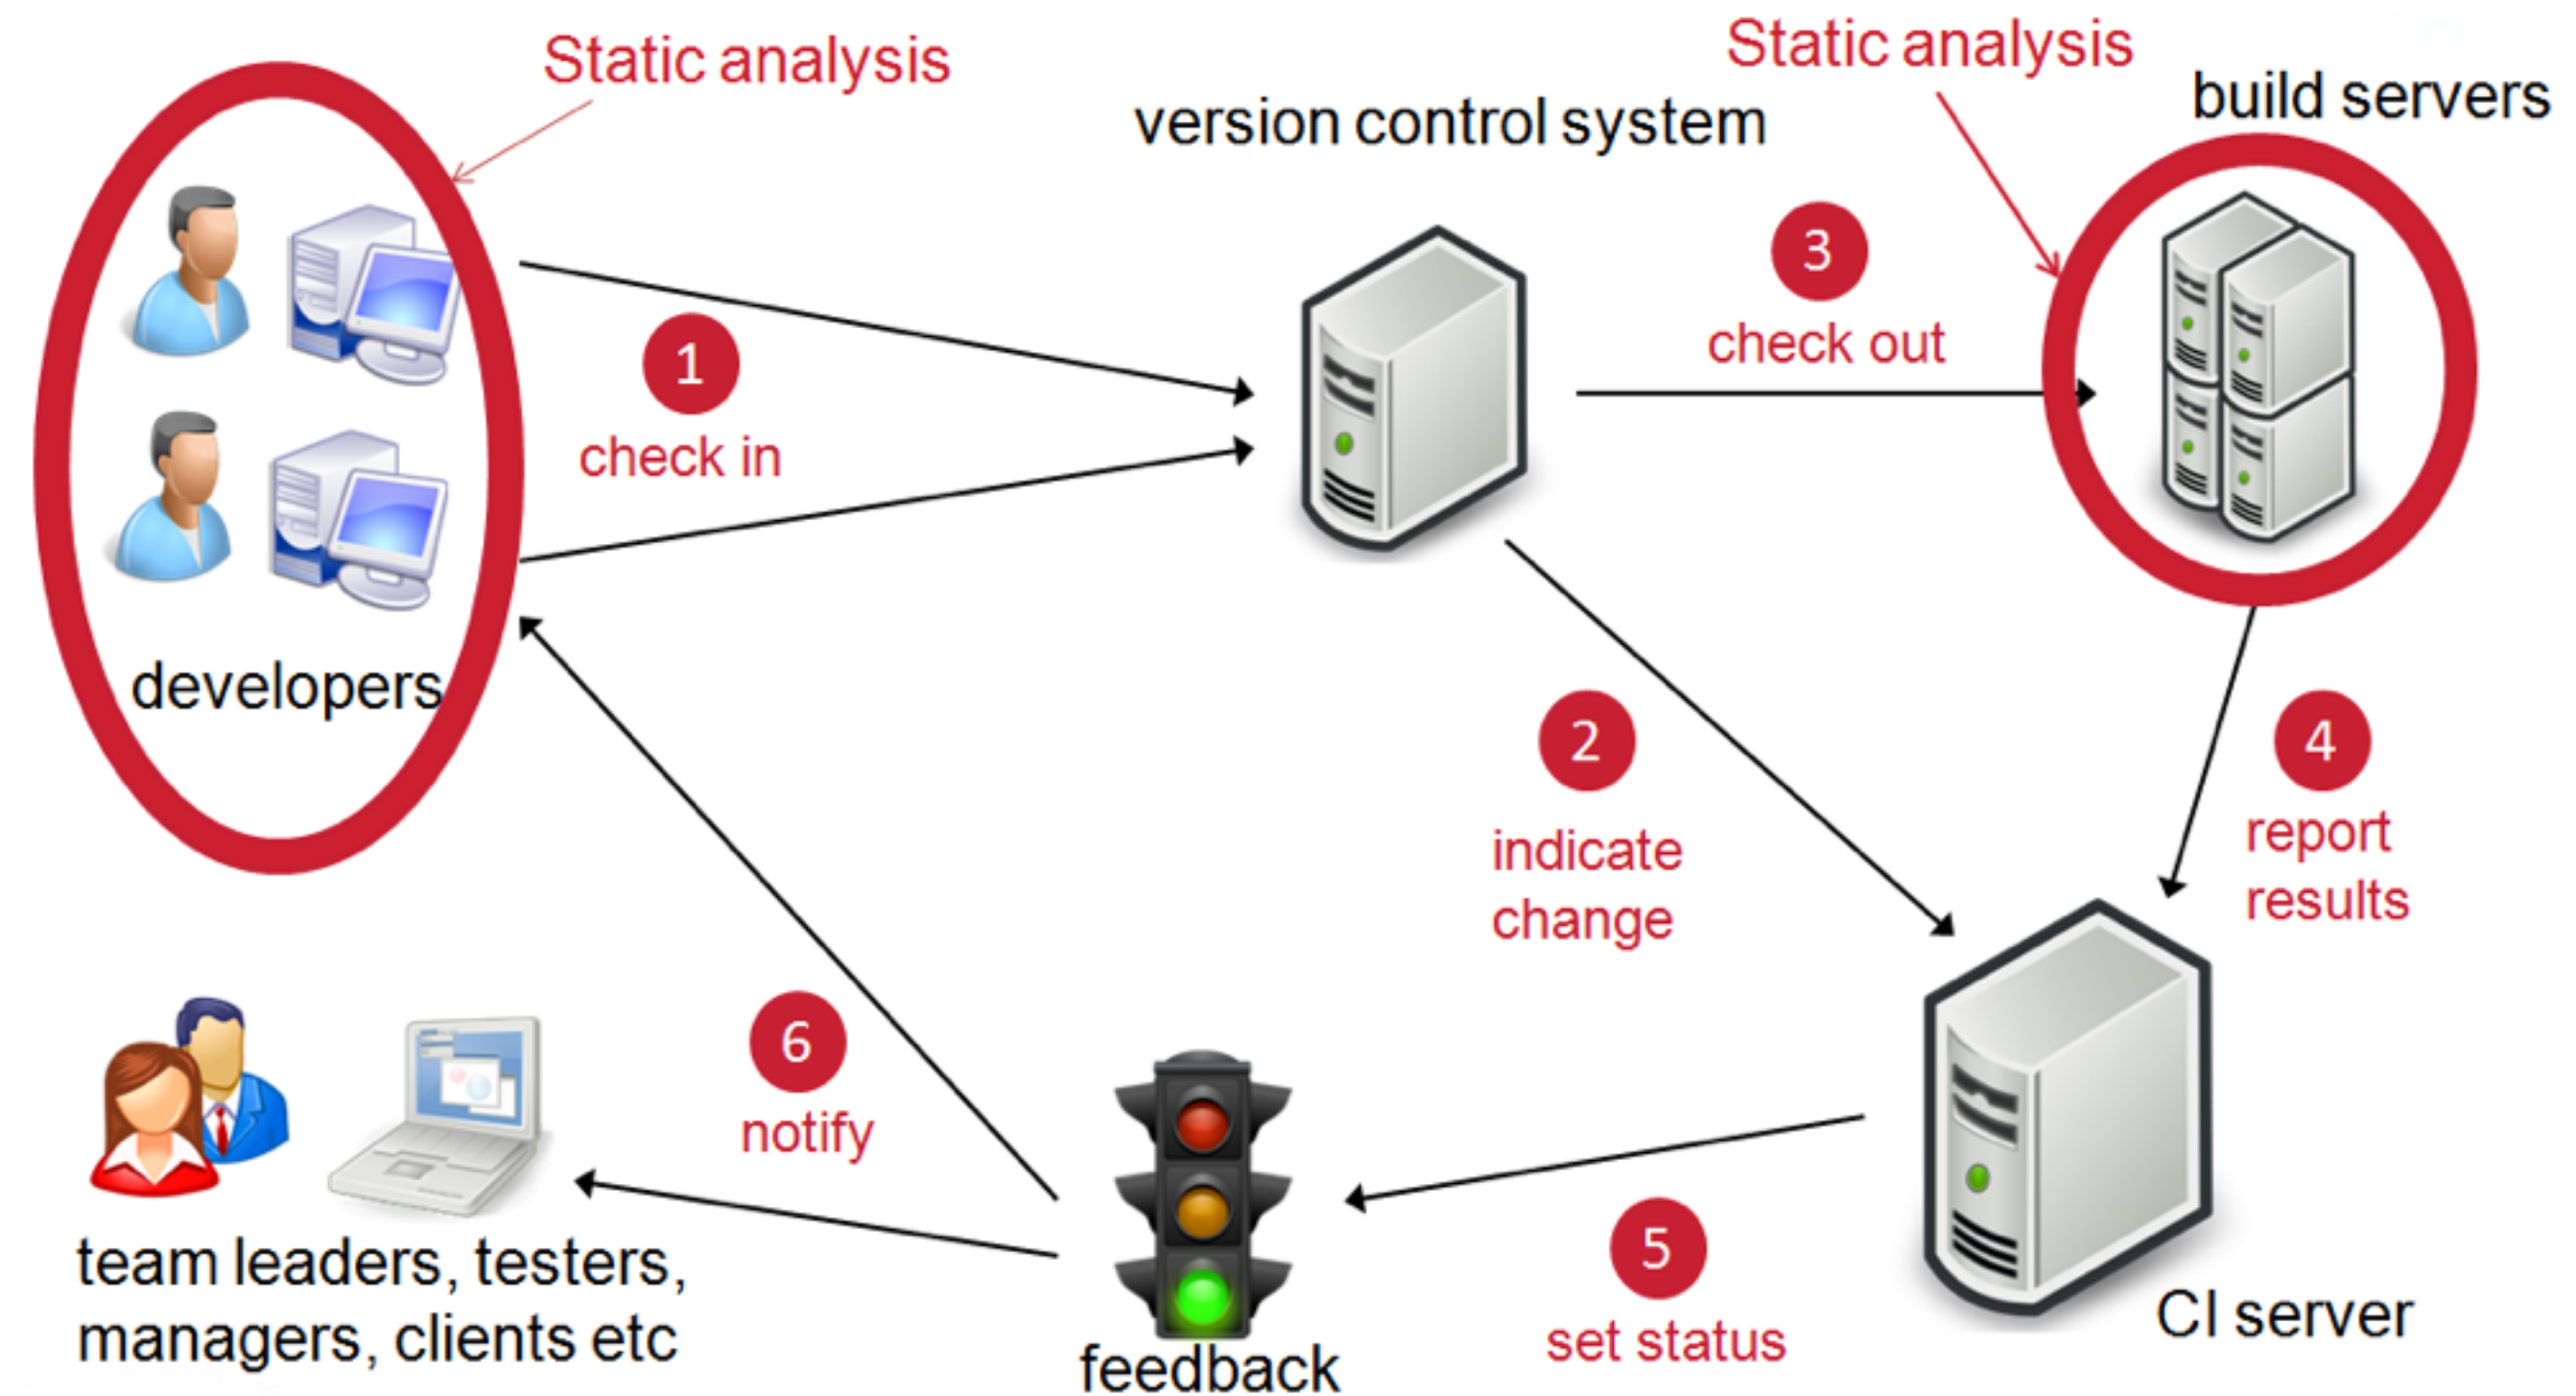 Static analysis
Static analysis
build servers
version control system
3
check out
1
check in
developers
2
indicate
change
4
report
results
6
notify
team leaders, testers,
managers, clients etc
feedback
5
set status
CI server